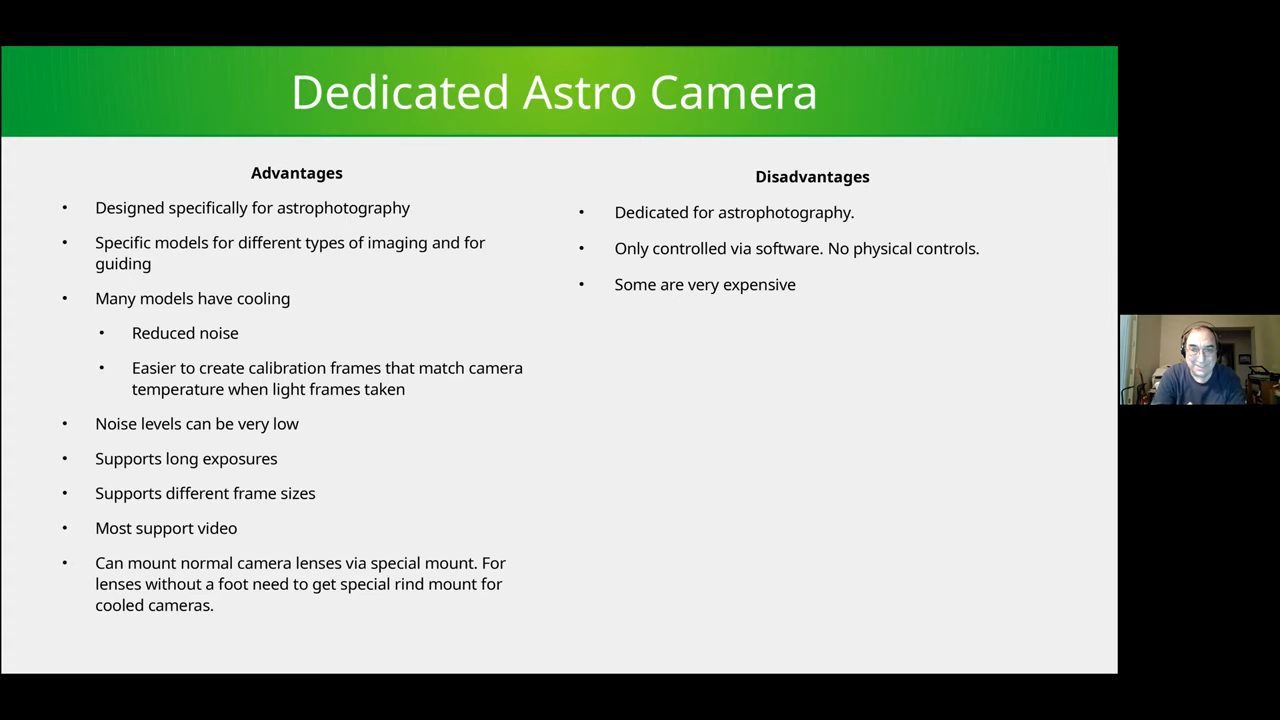 Dedicated Astro Camera
Advantages
• Designed specifically for astrophotography
• Specific models for different types of imaging and for
guiding
• Many models have cooling
• Reduced noise
• Easier to create calibration frames that match camera
temperature when light frames taken
• Noise levels can be very low
• Supports long exposures
• Supports different frame sizes
• Most support video
• Can mount normal camera lenses via special mount. For
lenses without a foot need to get special rind mount for
cooled cameras.
Disadvantages
• Dedicated for astrophotography.
• Only controlled via software. No physical controls.
• Some are very expensive